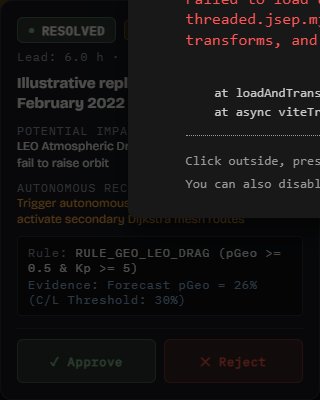 RESOLVED
Lead: 6.0 h ·
Illustrative repl
February 2022
POTENTIAL IMPA
LEO Atmospheric Dr
fail to raise orbit
AUTONOMOUS REC
Trigger autonomous
activate secondary Dijkstra mesh routes
Rule: RULE_GEO_LEO_DRAG (pGeo >=
0.5 & Kp >= 5)
Evidence: Forecast pGeo = 26%
(C/L Threshold: 30%)
✓ Approve
✕ Reject
Failed to load
threaded.jsep.mj
transforms, and
at loadAndTrans
at async viteTr
Click outside, pres
You can also disabl